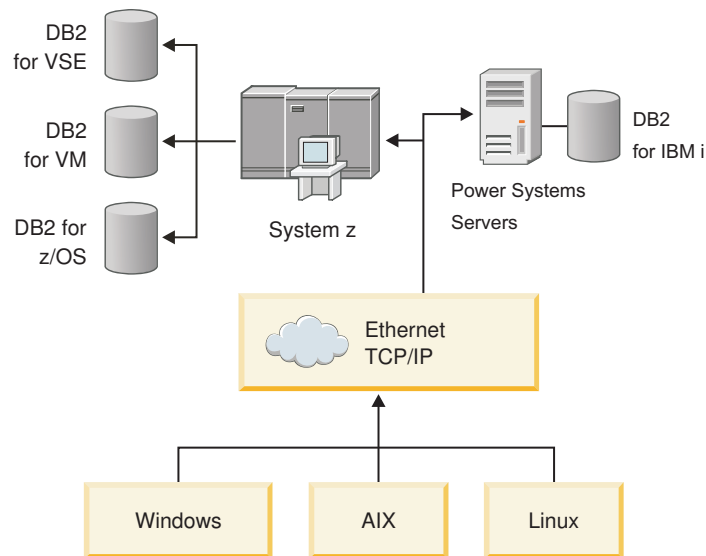 DB2
for VSE
DB2
for VM
DB2 for
z/OS
System z
DB2
for IBM i
Power Systems
Servers
Ethernet
TCP/IP
Windows
AIX
Linux